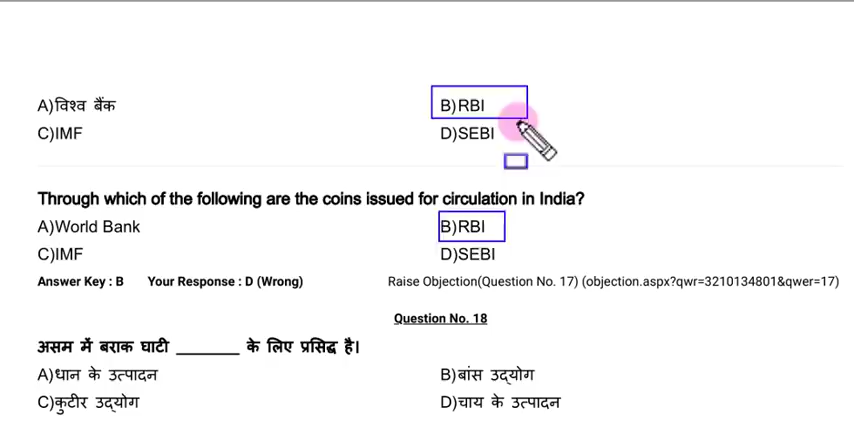 A)विश्व बैंक B)RBI
C)IMF D)SEBI
Through which of the following are the coins issued for circulation in India?
A)World Bank B)RBI
C)IMF D)SEBI
Answer Key : B Your Response : D (Wrong) Raise Objection(Question No. 17) (objection.aspx?qwr=3210134801&qwer=17)
Question No. 18
असम में बराक घाटी ________ के लिए प्रसिद्ध है।
A)धान के उत्पादन B)बांस उद्योग
C)कुटीर उद्योग D)चाय के उत्पादन